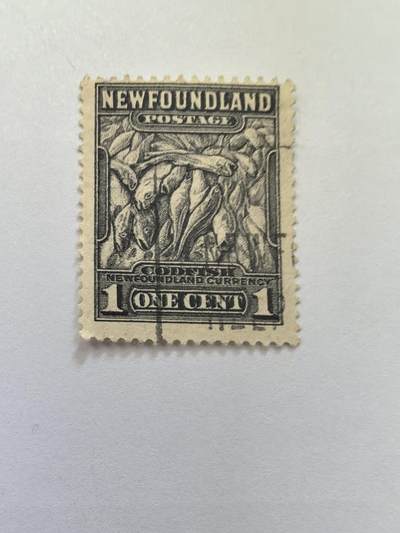 NEWFOUNDLAND
POSTAGE
CODFISH
NEWFOUNDLAND CURRENCY
1 ONE CENT 1